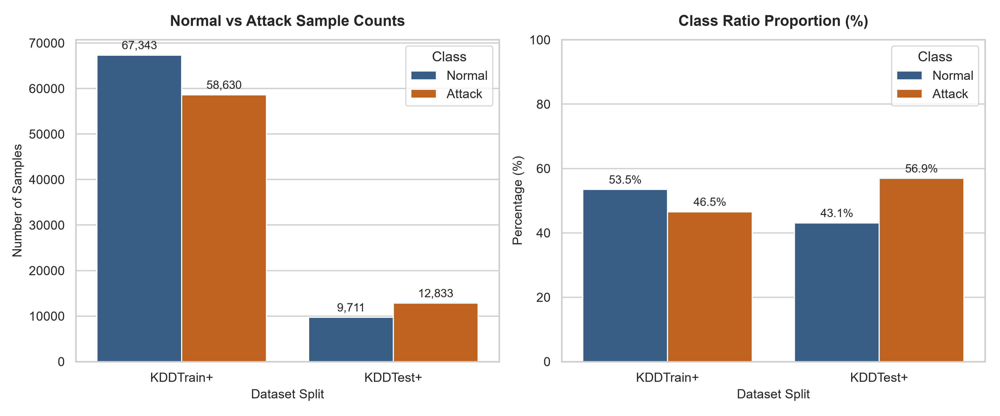 Normal vs Attack Sample Counts
70000
60000
50000
40000
30000
20000
10000
0
Number of Samples
67,343
58,630
9,711
12,833
Class
Normal
Attack
KDDTrain+
KDDTest+
Dataset Split
Class Ratio Proportion (%)
100
80
60
40
20
0
Percentage (%)
53.5%
46.5%
43.1%
56.9%
Class
Normal
Attack
KDDTrain+
KDDTest+
Dataset Split